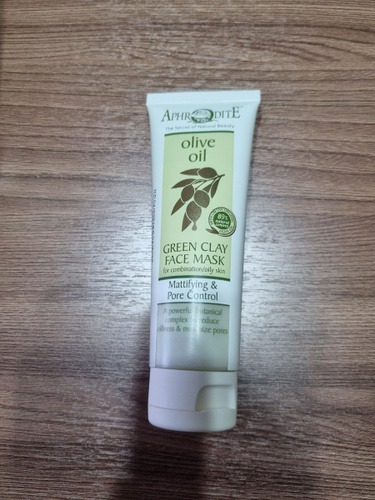 APHRODITE
The Secret of Natural Beauty
olive
oil
89%
GREEN CLAY
FACE MASK
for combination/oily skin
Mattifying &
Pore Control
A powerful botanical
complex to reduce
oiliness & minimize pores